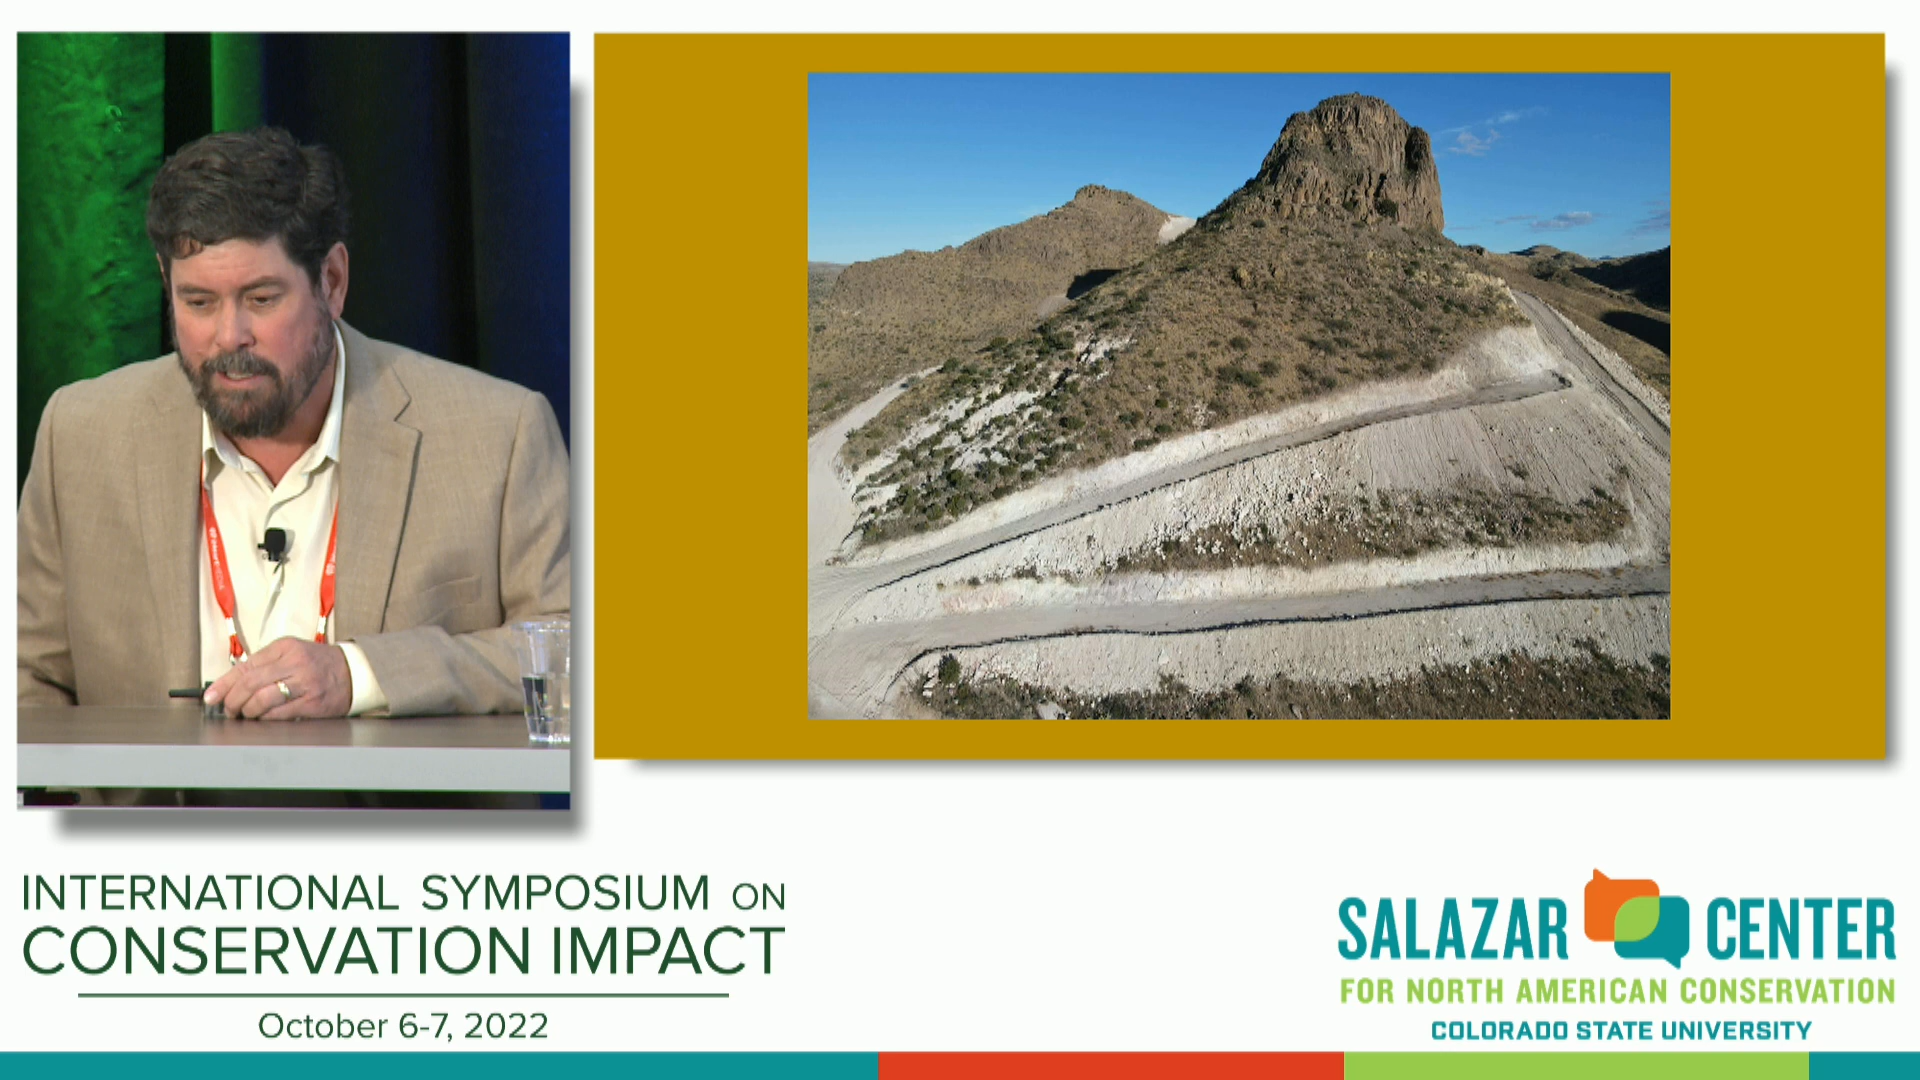 INTERNATIONAL SYMPOSIUM ON
CONSERVATION IMPACT
October 6-7, 2022
SALAZAR CENTER
FOR NORTH AMERICAN CONSERVATION
COLORADO STATE UNIVERSITY